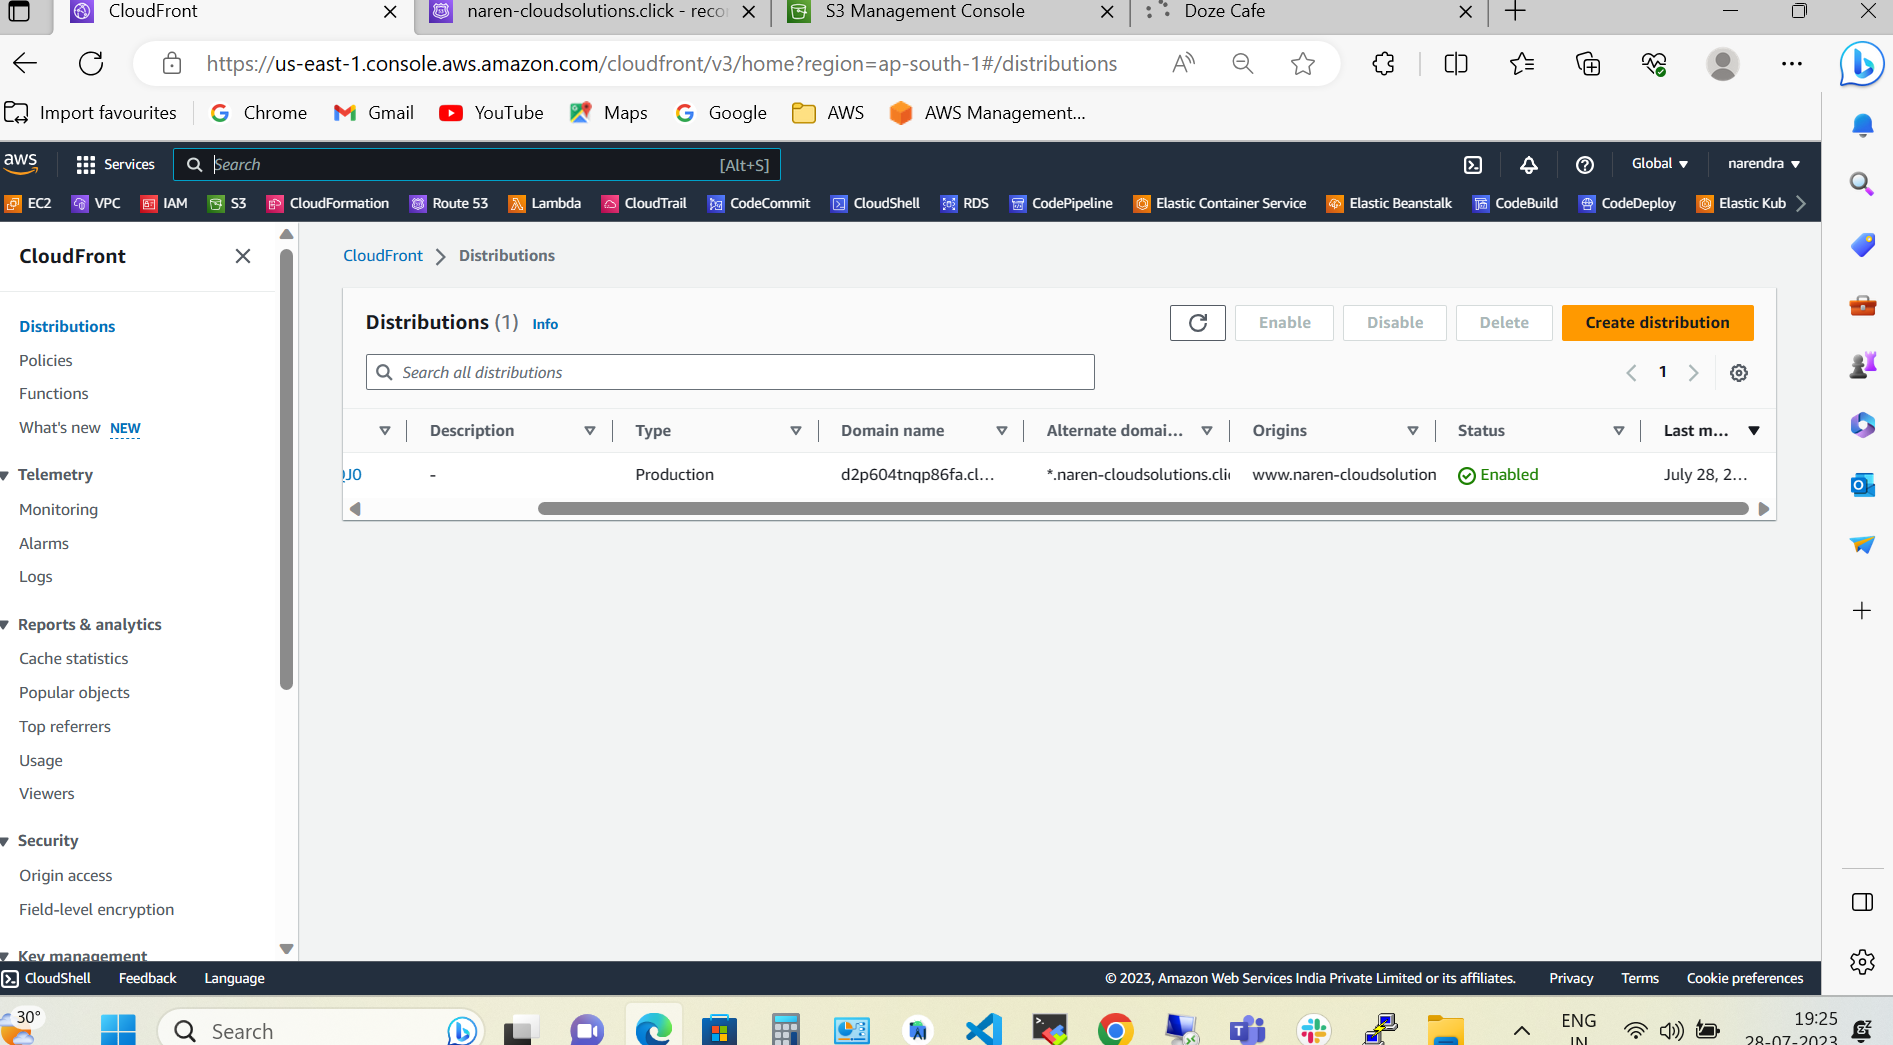 CloudFront
naren-cloudsolutions.click - reco
S3 Management Console
Doze Cafe
https://us-east-1.console.aws.amazon.com/cloudfront/v3/home?region=ap-south-1#/distributions
Import favourites
Chrome
Gmail
YouTube
Maps
Google
AWS
AWS Management...
aws
Services
Search
[Alt+S]
Global
narendra
EC2
VPC
IAM
S3
CloudFormation
Route 53
Lambda
CloudTrail
CodeCommit
CloudShell
RDS
CodePipeline
Elastic Container Service
Elastic Beanstalk
CodeBuild
CodeDeploy
Elastic Kub
CloudFront
Distributions
Policies
Functions
What's new NEW
Telemetry
Monitoring
Alarms
Logs
Reports & analytics
Cache statistics
Popular objects
Top referrers
Usage
Viewers
Security
Origin access
Field-level encryption
Key management
CloudFront
Distributions
Distributions (1) Info
Enable
Disable
Delete
Create distribution
Search all distributions
1
Description
Type
Domain name
Alternate domai...
Origins
Status
Last m...
QJ0
-
Production
d2p604tnqp86fa.cl...
*.naren-cloudsolutions.clic
www.naren-cloudsolution
Enabled
July 28, 2...
CloudShell
Feedback
Language
© 2023, Amazon Web Services India Private Limited or its affiliates.
Privacy
Terms
Cookie preferences
30°
Search
ENG
IN
19:25
28-07-2023